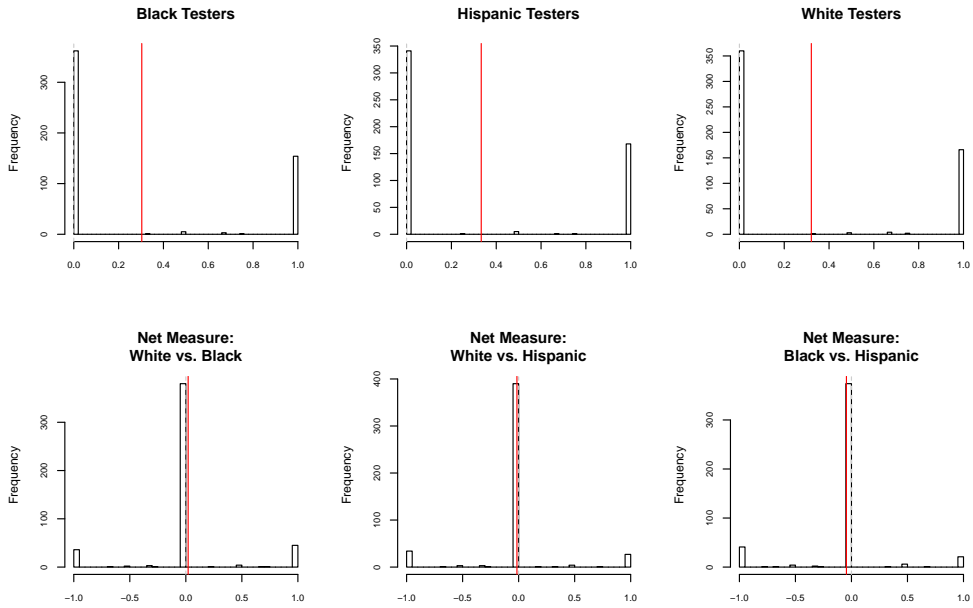 Black Testers
Frequency
0 100 200 300
0.0 0.2 0.4 0.6 0.8 1.0
Hispanic Testers
Frequency
0 50 100 150 200 250 300 350
0.0 0.2 0.4 0.6 0.8 1.0
White Testers
Frequency
0 50 100 150 200 250 300 350
0.0 0.2 0.4 0.6 0.8 1.0
Net Measure:
White vs. Black
Frequency
0 100 200 300
−1.0 −0.5 0.0 0.5 1.0
Net Measure:
White vs. Hispanic
Frequency
0 100 200 300 400
−1.0 −0.5 0.0 0.5 1.0
Net Measure:
Black vs. Hispanic
Frequency
0 100 200 300
−1.0 −0.5 0.0 0.5 1.0